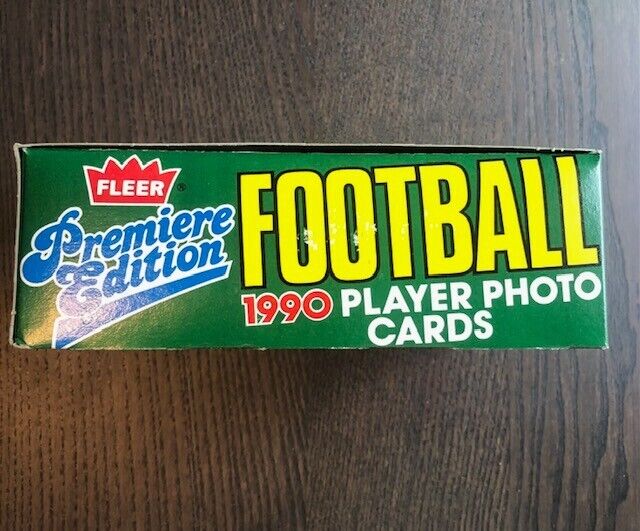 FLEER®
Premiere
Edition
FOOTBALL
1990 PLAYER PHOTO
CARDS